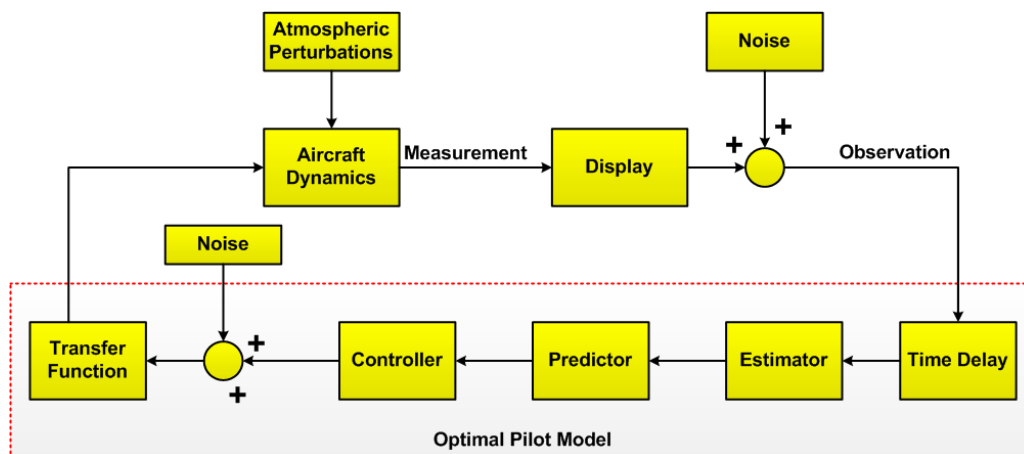 Atmospheric
Perturbations
Noise
Aircraft
Dynamics
Measurement
Display
+
+
Observation
Noise
Transfer
Function
+
+
Controller
Predictor
Estimator
Time Delay
Optimal Pilot Model